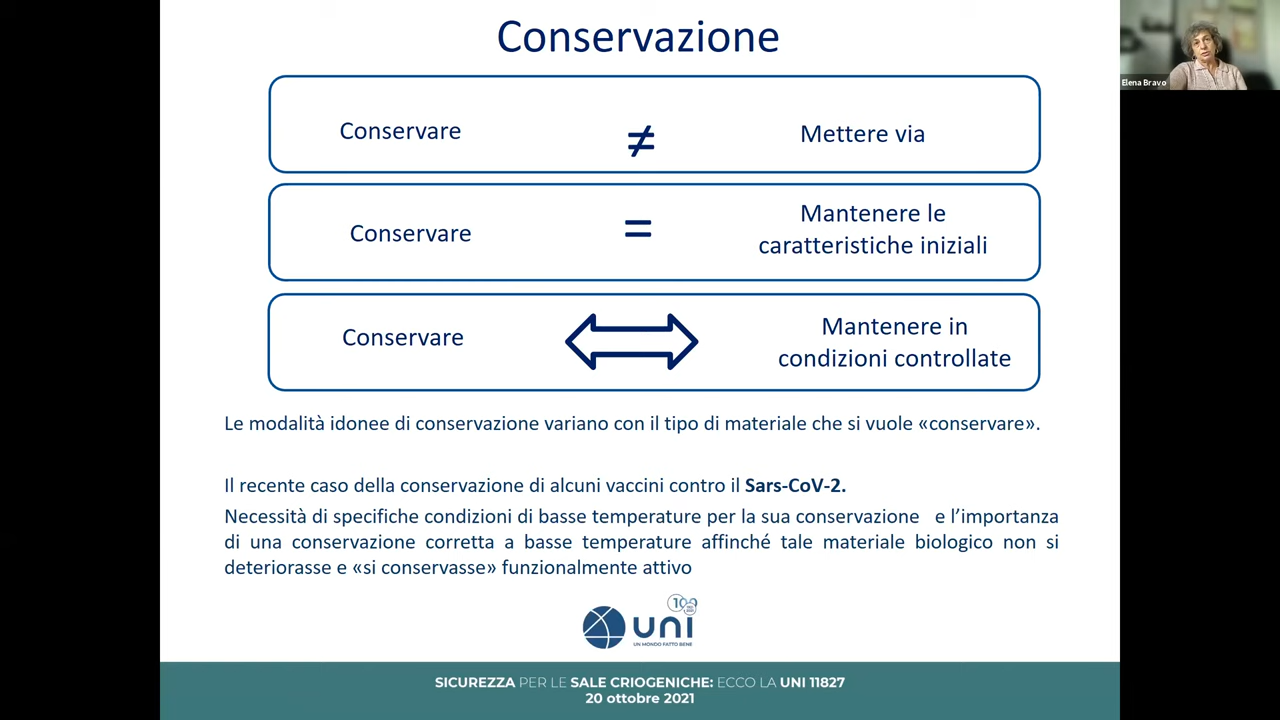 Conservazione
Elena Bravo
Conservare ≠ Mettere via
Conservare = Mantenere le
caratteristiche iniziali
Conservare Mantenere in
condizioni controllate
Le modalità idonee di conservazione variano con il tipo di materiale che si vuole «conservare».
Il recente caso della conservazione di alcuni vaccini contro il Sars-CoV-2.
Necessità di specifiche condizioni di basse temperature per la sua conservazione e l’importanza
di una conservazione corretta a basse temperature affinché tale materiale biologico non si
deteriorasse e «si conservasse» funzionalmente attivo
100
uni
UN MONDO FATTO BENE
SICUREZZA PER LE SALE CRIOGENICHE: ECCO LA UNI 11827
20 ottobre 2021